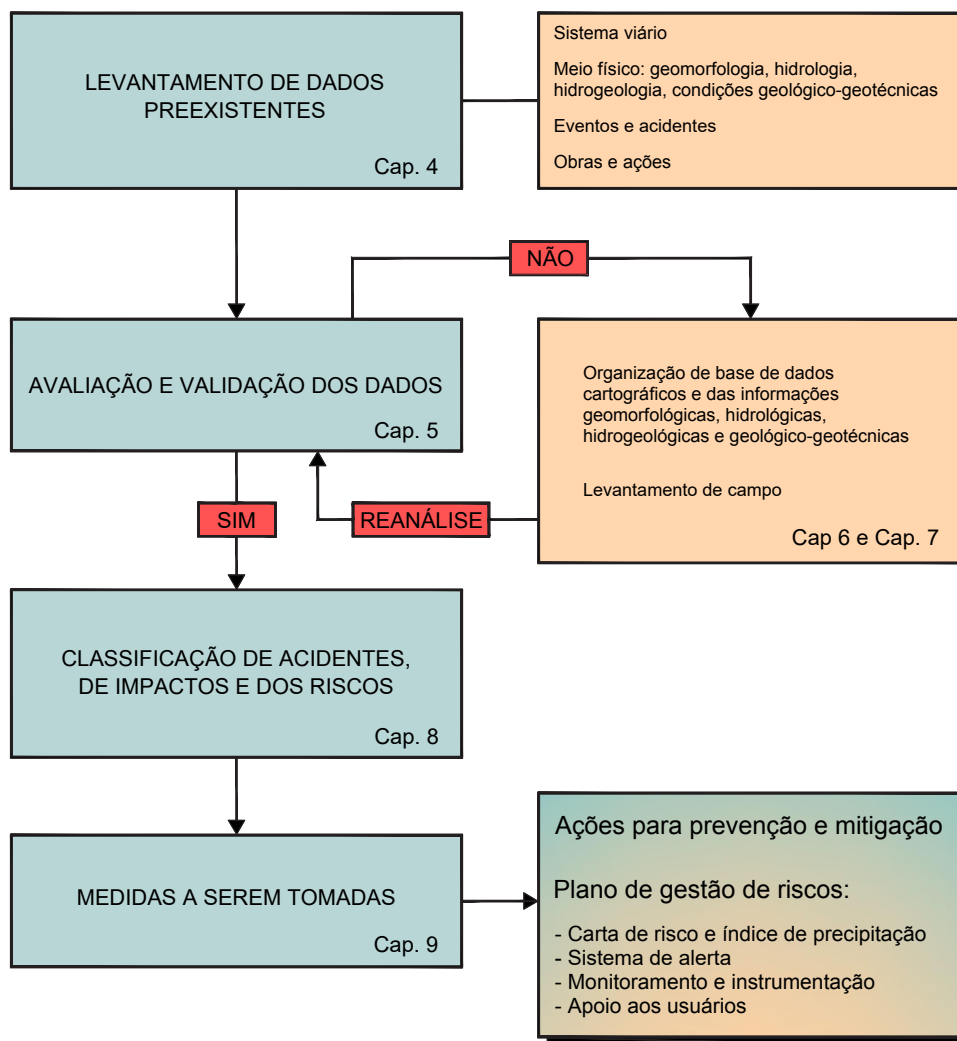 LEVANTAMENTO DE DADOS
PREEXISTENTES
Cap. 4
Sistema viário
Meio físico: geomorfologia, hidrologia,
hidrogeologia, condições geológico-geotécnicas
Eventos e acidentes
Obras e ações
NÃO
AVALIAÇÃO E VALIDAÇÃO DOS DADOS
Cap. 5
Organização de base de dados
cartográficos e das informações
geomorfológicas, hidrológicas,
hidrogeológicas e geológico-geotécnicas
Levantamento de campo
Cap 6 e Cap. 7
SIM
REANÁLISE
CLASSIFICAÇÃO DE ACIDENTES,
DE IMPACTOS E DOS RISCOS
Cap. 8
MEDIDAS A SEREM TOMADAS
Cap. 9
Ações para prevenção e mitigação
Plano de gestão de riscos:
- Carta de risco e índice de precipitação
- Sistema de alerta
- Monitoramento e instrumentação
- Apoio aos usuários